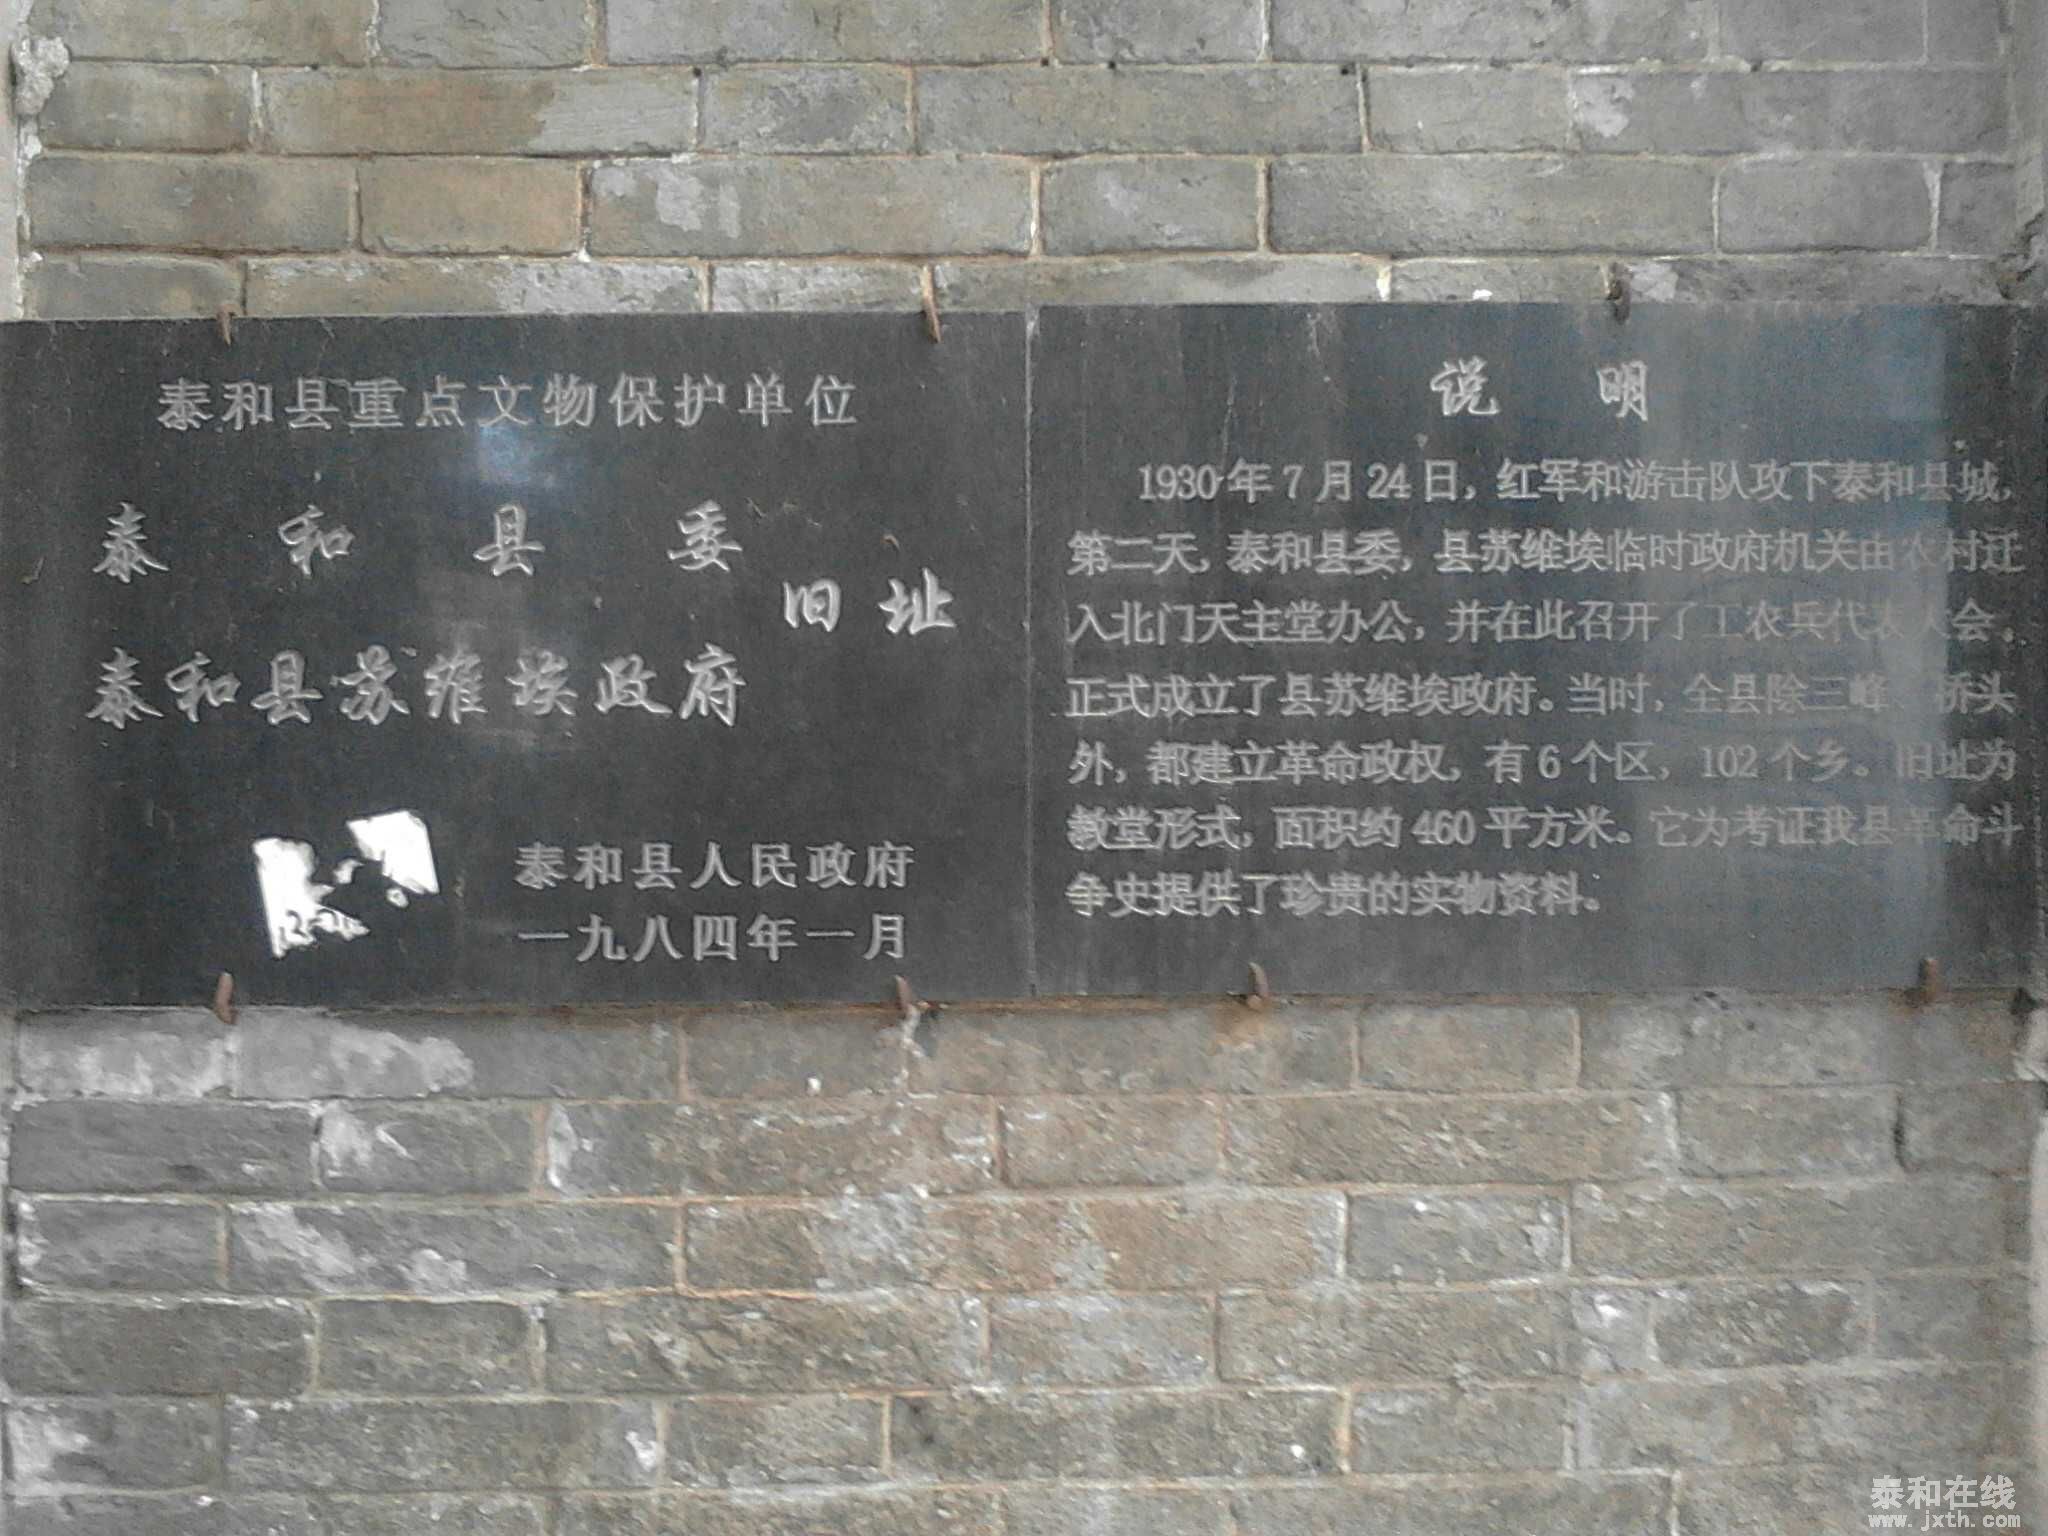 泰和县重点文物保护单位
泰和县委
旧址
泰和县苏维埃政府
泰和县人民政府
一九八四年一月
说明
1930年7月24日,红军和游击队攻下泰和县城,
第二天,泰和县委,县苏维埃临时政府机关由农村迁
入北门天主堂办公,并在此召开了工农兵代表大会。
正式成立了县苏维埃政府。当时,全县除三峰、桥头
外,都建立革命政权,有6个区,102个乡。旧址为
教堂形式,面积约460平方米。它为考证我县革命斗
争史提供了珍贵的实物资料。
泰和在线
www.jxth.com